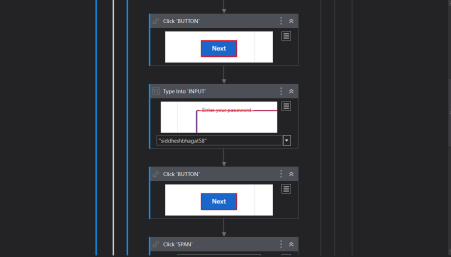 Click 'BUTTON'
Next
Type Into 'INPUT'
Enter your password
"siddheshbhagat58"
Click 'BUTTON'
Next
Click 'SPAN'